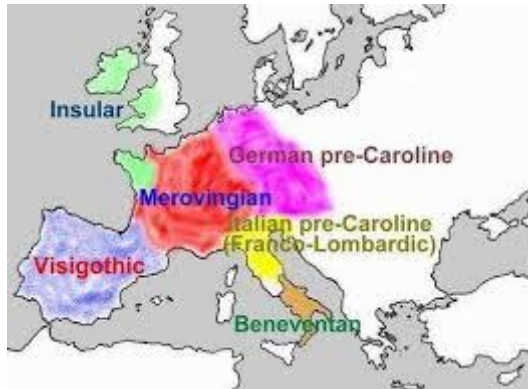 Insular
German pre-Caroline
Merovingian
Italian pre-Caroline
(Franco-Lombardic)
Visigothic
Beneventan